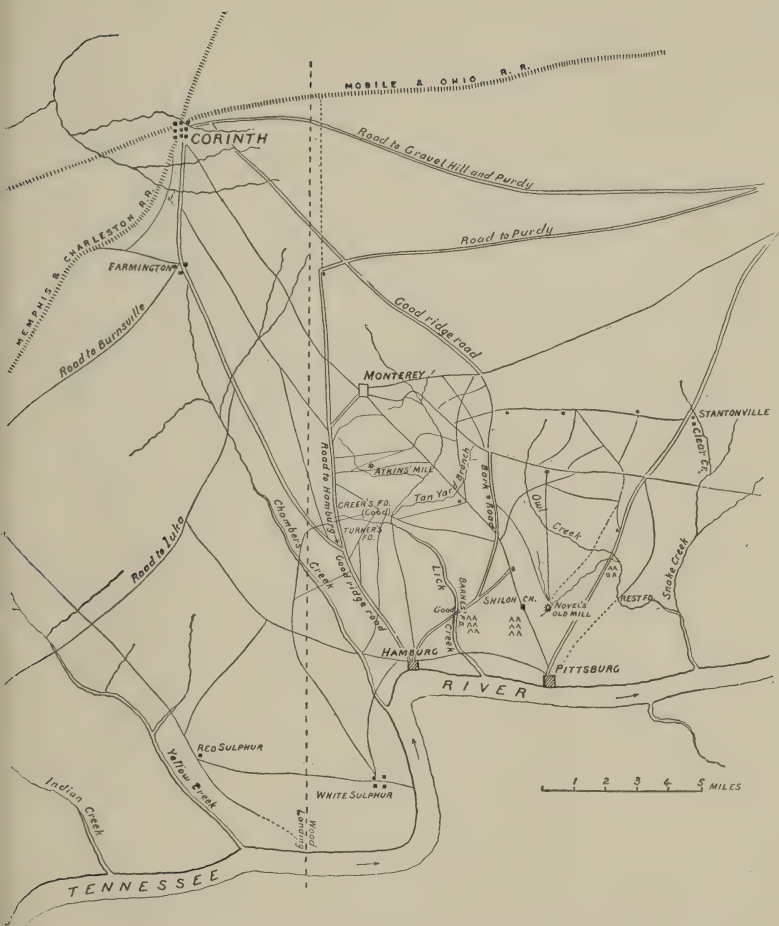 MOBILE & OHIO R. R.
CORINTH
Road to Gravel Hill and Purdy
MEMPHIS & CHARLESTON R.R.
Road to Purdy
FARMINGTON
Road to Burnsville
Good ridge road
MONTEREY
STANTONVILLE
Clear Cr.
Road to Hamburg
ATKINS' MILL
Tan Yard Branch
Bark Road
Owl
Creek
GREER'S FD.
(Good)
TURNER'S
FD.
Chambers
Creek
Road to Iuka
Good ridge road
Lick
Creek
BARNES' FD.
Good
SHILOH CH.
NOVEL'S
OLD MILL
REST FD.
Snake Creek
HAMBURG
PITTSBURG
RIVER
RED SULPHUR
Yellow Creek
WHITE SULPHUR
Indian Creek
Wood
Landing
1 2 3 4 5 MILES
TENNESSEE